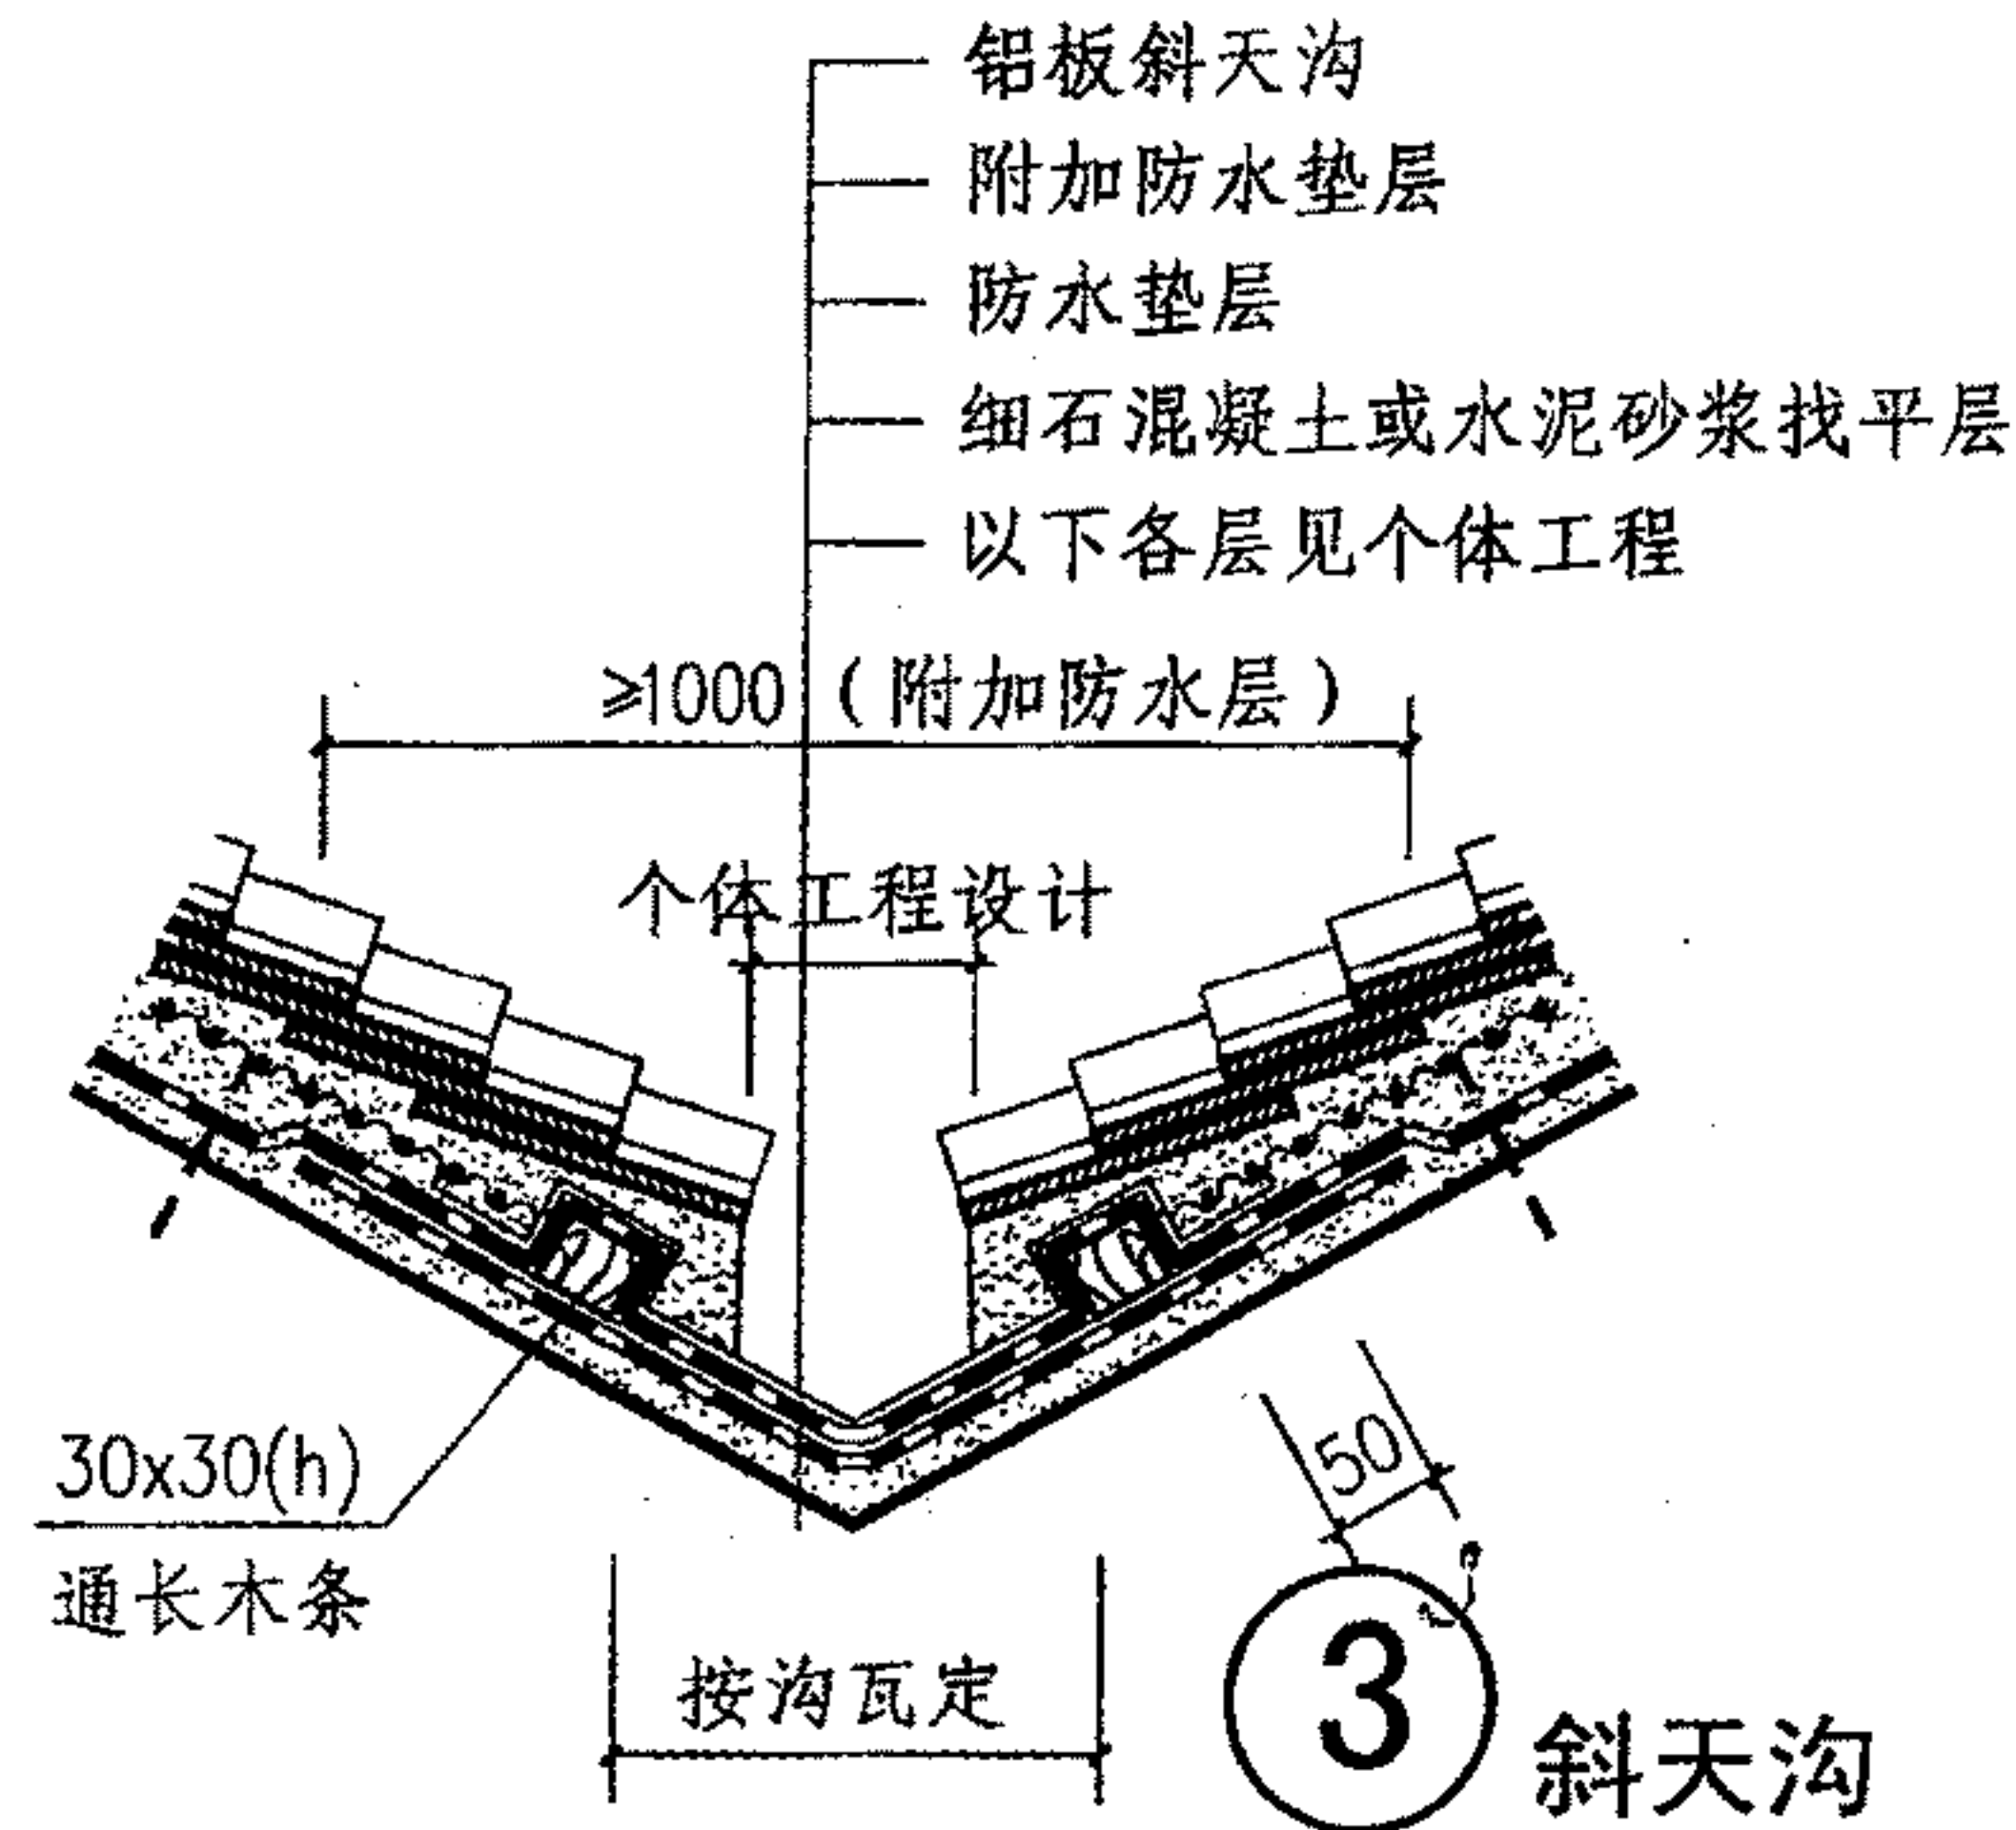 铝板斜天沟
附加防水垫层
防水垫层
细石混凝土或水泥砂浆找平层
以下各层见个体工程
≥1000（附加防水层）
个体工程设计
30x30(h)
通长木条
50
按沟瓦定
3
斜天沟